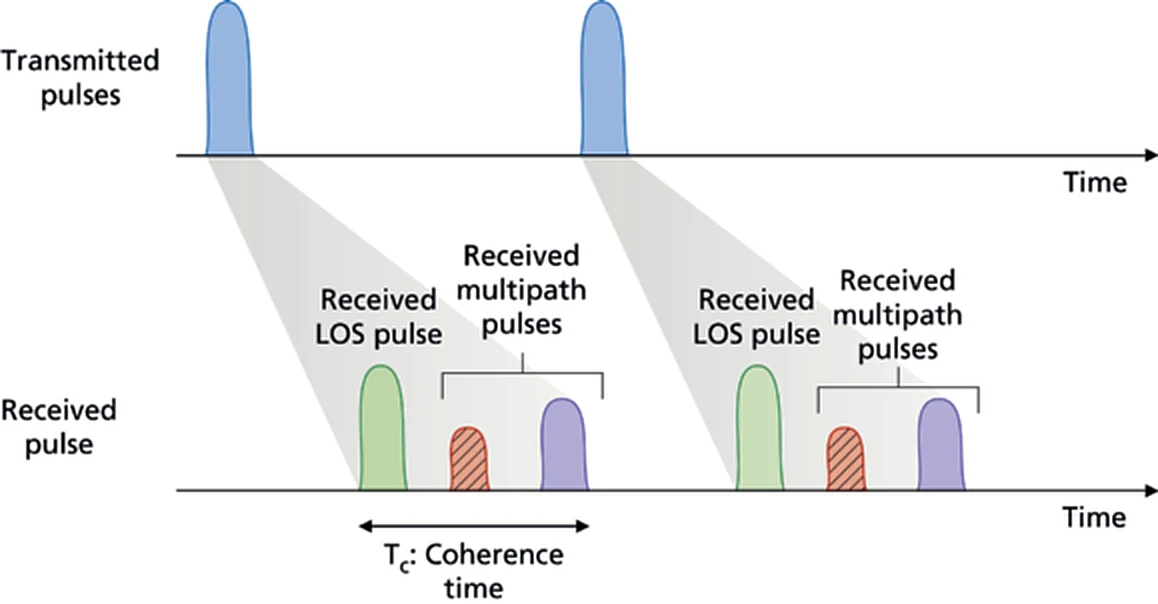 Transmitted
pulses
Time
Received
LOS pulse
Received
multipath
pulses
Received
LOS pulse
Received
multipath
pulses
Received
pulse
Time
Tc: Coherence
time